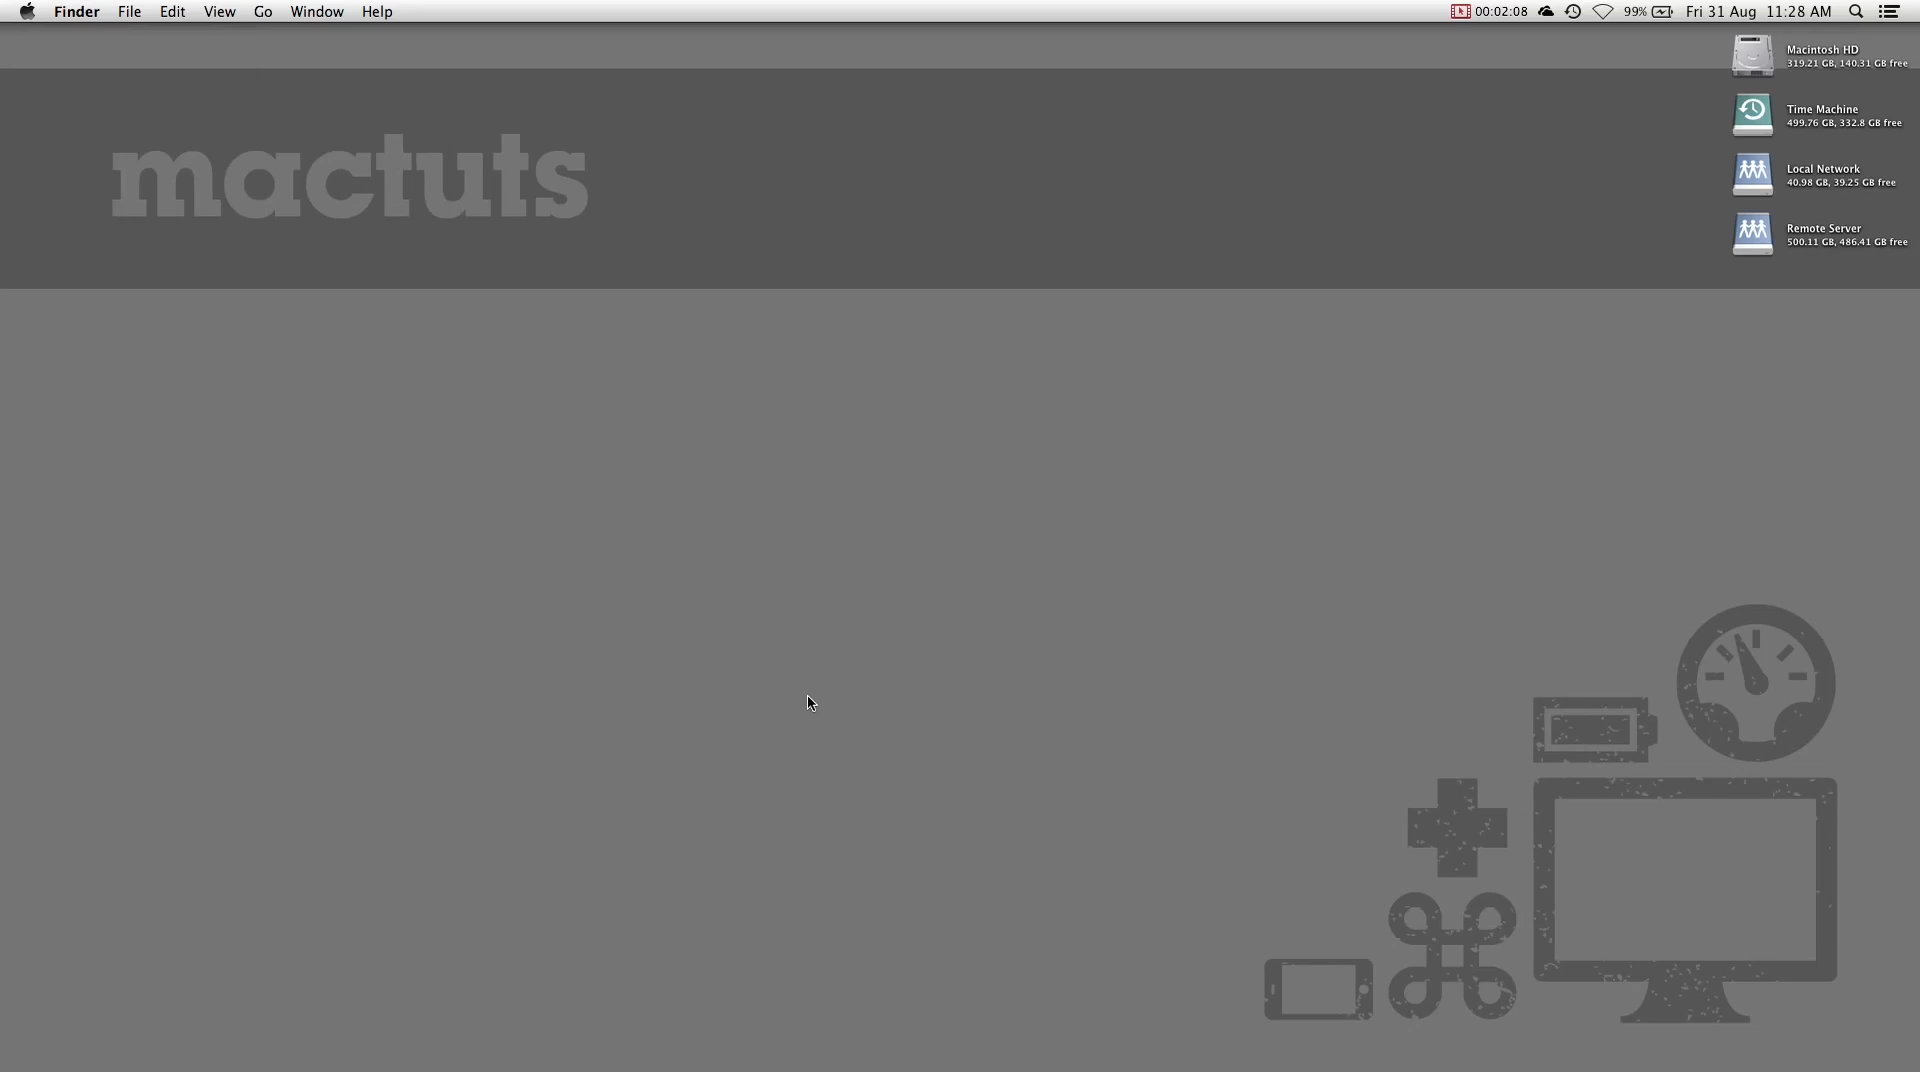 Finder File Edit View Go Window Help 00:02:08 99% Fri 31 Aug 11:28 AM
Macintosh HD
319.21 GB, 140.31 GB free
Time Machine
499.76 GB, 332.8 GB free
Local Network
40.98 GB, 39.25 GB free
Remote Server
500.11 GB, 486.41 GB free
mactuts